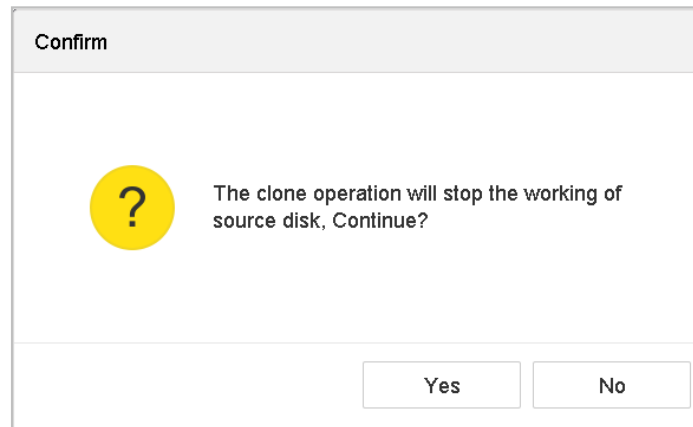 Confirm
?
The clone operation will stop the working of
source disk, Continue?
Yes
No